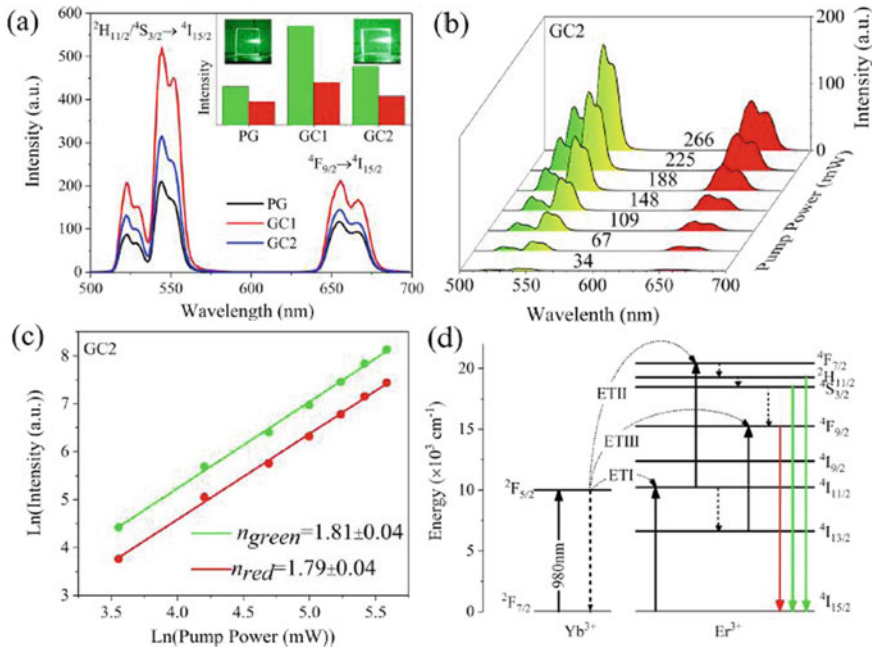 (a)
²H₁₁/₂/⁴S₃/₂→ ⁴I₁₅/₂
Intensity
PG GC1 GC2
⁴F₉/₂→⁴I₁₅/₂
PG
GC1
GC2
600
500
400
300
200
100
0
Intensity (a.u.)
500 550 600 650 700
Wavelength (nm)
(b)
GC2
200
100
0
Intensity (a.u.)
266
225
188
148
109
67
34
Pump Power (mW)
500 550 600 650 700
Wavelenth (nm)
(c)
GC2
8
7
6
5
4
3
Ln(Intensity (a.u.))
n_green=1.81±0.04
n_red=1.79±0.04
3.5 4.0 4.5 5.0 5.5
Ln(Pump Power (mW))
(d)
20
15
10
5
0
Energy (×10³ cm⁻¹)
²F₅/₂
²F₇/₂
980nm
Yb³⁺
ETII
ETIII
ETI
⁴F₇/₂
²H₁₁/₂
⁴S₃/₂
⁴F₉/₂
⁴I₉/₂
⁴I₁₁/₂
⁴I₁₃/₂
⁴I₁₅/₂
Er³⁺